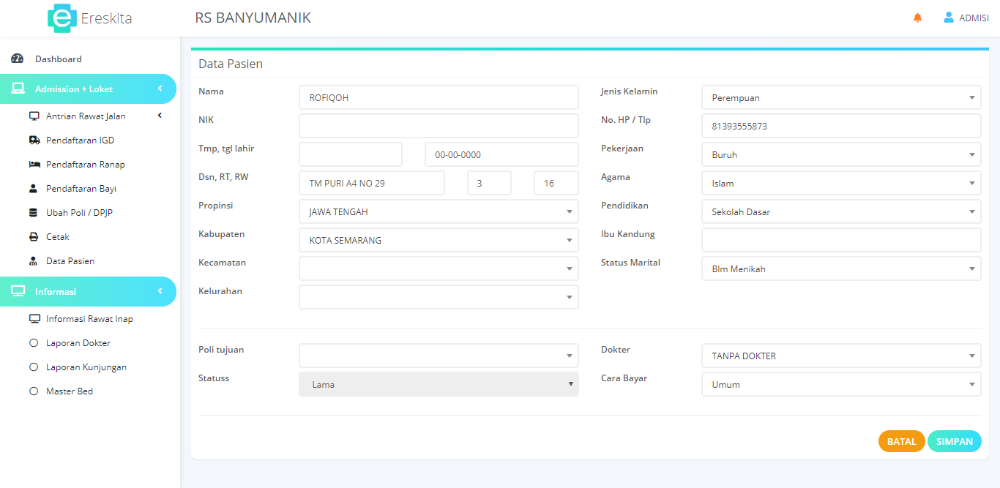 Ereskita
RS BANYUMANIK
ADMISI
Dashboard
Admission + Loket
Antrian Rawat Jalan
Pendaftaran IGD
Pendaftaran Ranap
Pendaftaran Bayi
Ubah Poli / DPJP
Cetak
Data Pasien
Informasi
Informasi Rawat Inap
Laporan Dokter
Laporan Kunjungan
Master Bed
Data Pasien
Nama ROFIQOH
NIK
Tmp, tgl lahir 00-00-0000
Dsn, RT, RW TM PURI A4 NO 29 3 16
Propinsi JAWA TENGAH
Kabupaten KOTA SEMARANG
Kecamatan
Kelurahan
Jenis Kelamin Perempuan
No. HP / Tlp 81393555873
Pekerjaan Buruh
Agama Islam
Pendidikan Sekolah Dasar
Ibu Kandung
Status Marital Blm Menikah
Poli tujuan
Statuss Lama
Dokter TANPA DOKTER
Cara Bayar Umum
BATAL SIMPAN